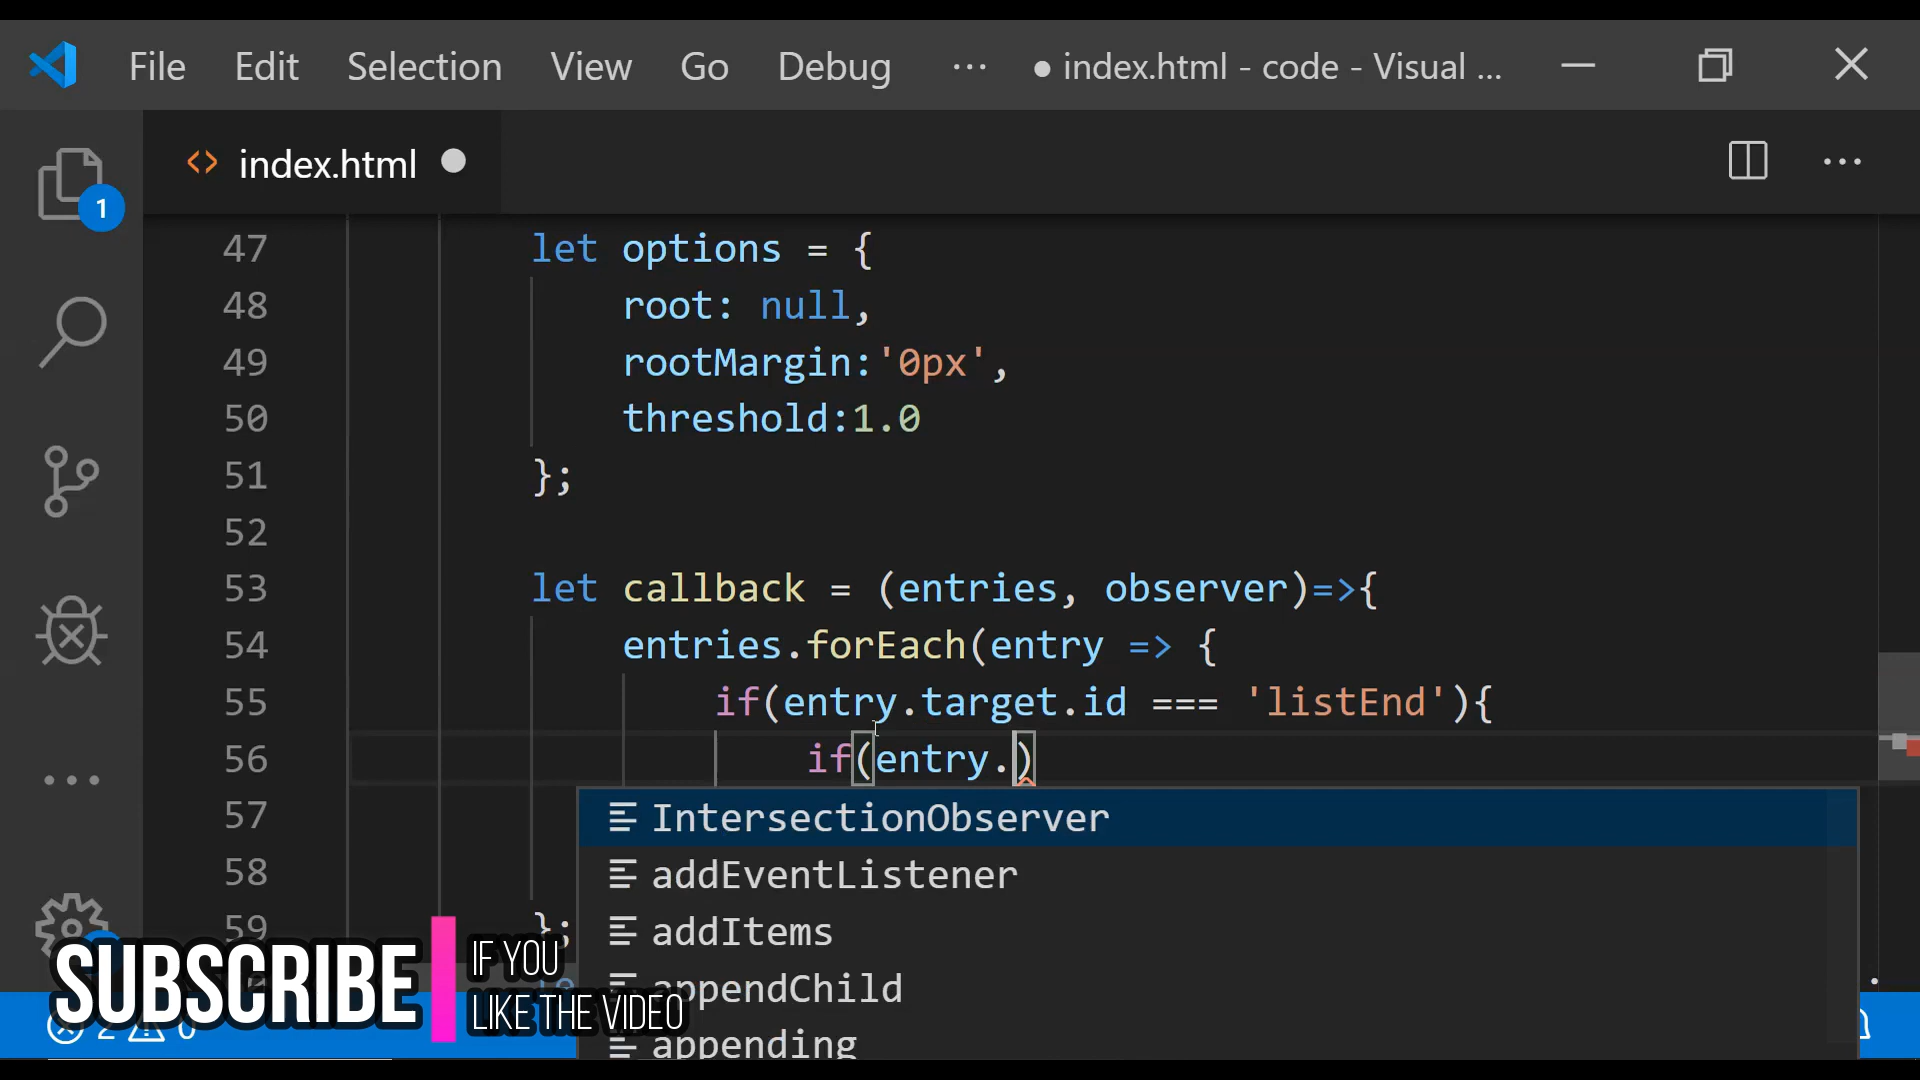 File Edit Selection View Go Debug ··· ● index.html - code - Visual ...
index.html
1
47 let options = {
48 root: null,
49 rootMargin:'0px',
50 threshold:1.0
51 };
52
53 let callback = (entries, observer)=>{
54 entries.forEach(entry => {
55 if(entry.target.id === 'listEnd'){
56 if(entry.)
57 IntersectionObserver
58 addEventListener
59 }; addItems
appendChild
appending
SUBSCRIBE
IF YOU
LIKE THE VIDEO
2 0